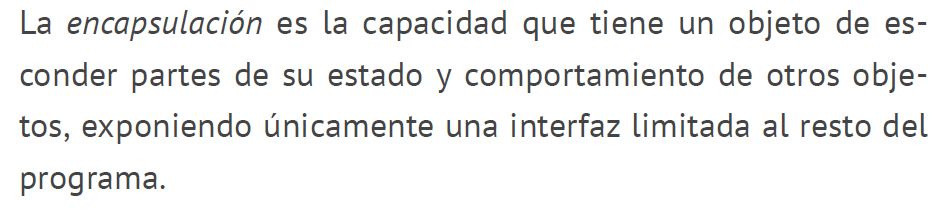 La encapsulación es la capacidad que tiene un objeto de es-
conder partes de su estado y comportamiento de otros obje-
tos, exponiendo únicamente una interfaz limitada al resto del
programa.